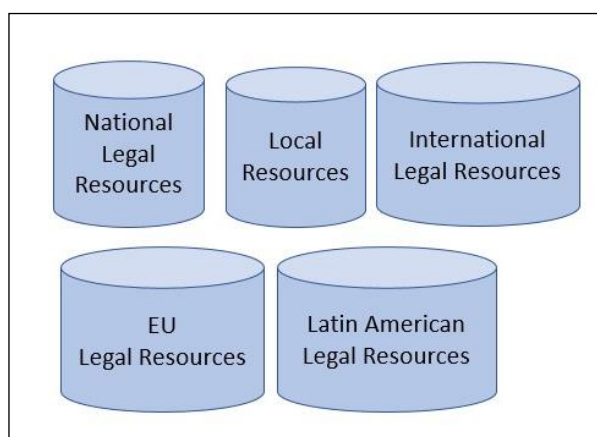 National
Legal
Resources
Local
Resources
International
Legal Resources
EU
Legal Resources
Latin American
Legal Resources